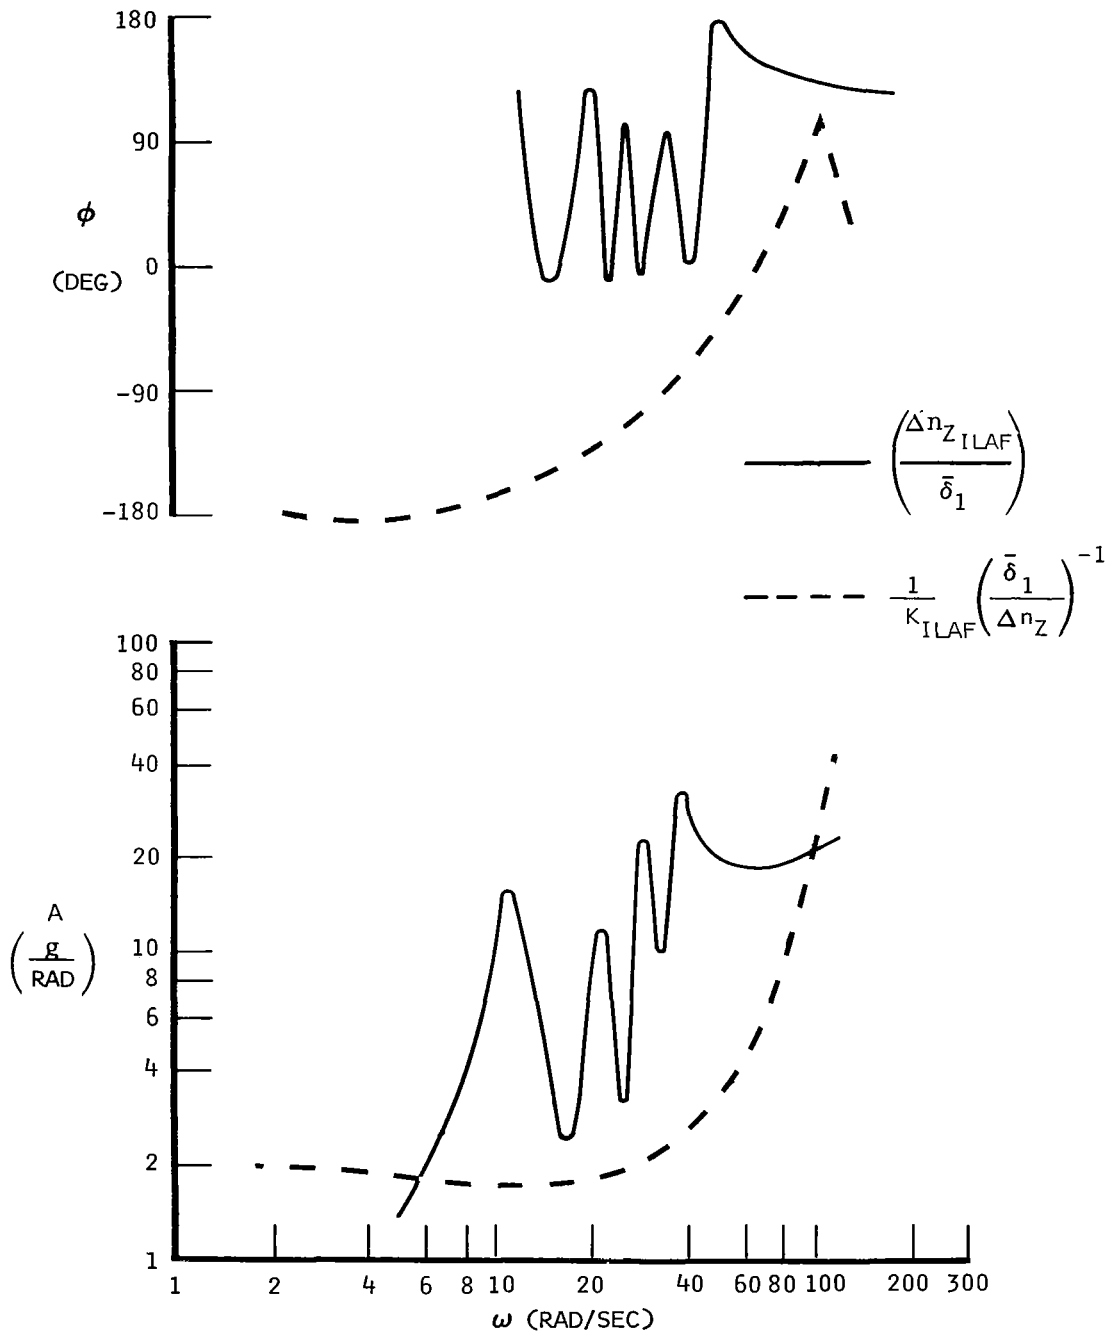 180
90
ϕ
0
(DEG)
-90
-180
(Δn_Z_ILAF / δ̄_1)
1/K_ILAF (δ̄_1 / Δn_Z)^-1
100
80
60
40
20
A
(g/RAD)
10
8
6
4
2
1
1 2 4 6 8 10 20 40 60 80 100 200 300
ω (RAD/SEC)